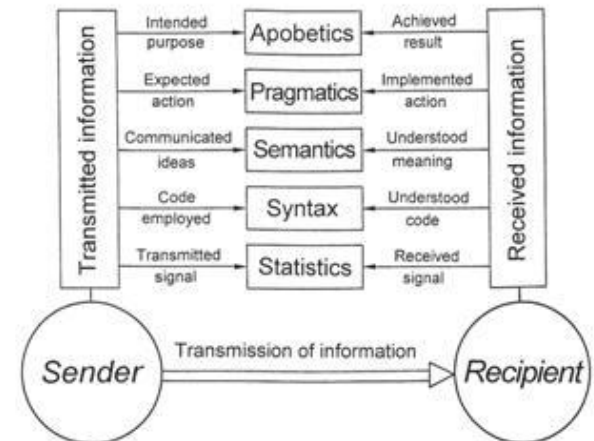 Transmitted information
Intended
purpose
Apobetics
Achieved
result
Expected
action
Pragmatics
Implemented
action
Communicated
ideas
Semantics
Understood
meaning
Code
employed
Syntax
Understood
code
Transmitted
signal
Statistics
Received
signal
Received information
Sender
Transmission of information
Recipient